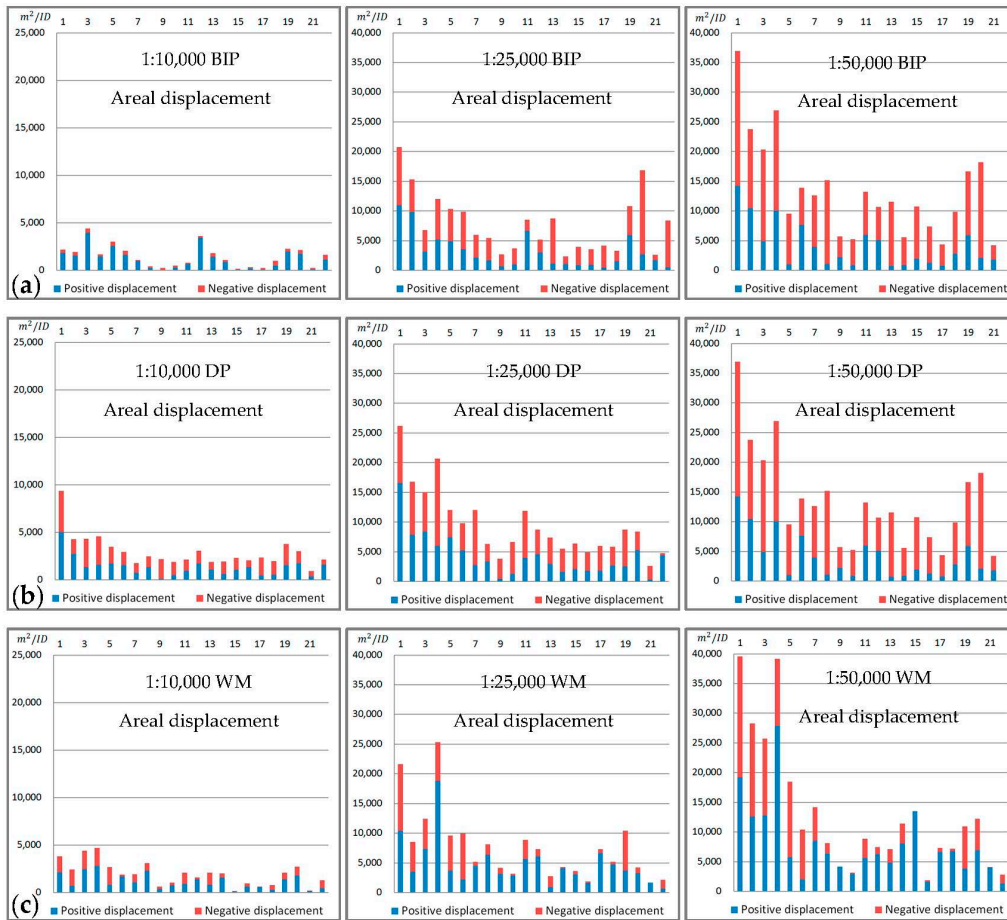 m²/ID
1 3 5 7 9 11 13 15 17 19 21
25,000
1:10,000 BIP
20,000
Areal displacement
15,000
10,000
5,000
0
Positive displacement Negative displacement
(a)
m²/ID
1 3 5 7 9 11 13 15 17 19 21
40,000
1:25,000 BIP
35,000
30,000
Areal displacement
25,000
20,000
15,000
10,000
5,000
0
Positive displacement Negative displacement
m²/ID
1 3 5 7 9 11 13 15 17 19 21
40,000
1:50,000 BIP
35,000
30,000
Areal displacement
25,000
20,000
15,000
10,000
5,000
0
Positive displacement Negative displacement
m²/ID
1 3 5 7 9 11 13 15 17 19 21
25,000
1:10,000 DP
20,000
Areal displacement
15,000
10,000
5,000
0
Positive displacement Negative displacement
(b)
m²/ID
1 3 5 7 9 11 13 15 17 19 21
40,000
1:25,000 DP
35,000
30,000
Areal displacement
25,000
20,000
15,000
10,000
5,000
0
Positive displacement Negative displacement
m²/ID
1 3 5 7 9 11 13 15 17 19 21
40,000
1:50,000 DP
35,000
30,000
Areal displacement
25,000
20,000
15,000
10,000
5,000
0
Positive displacement Negative displacement
m²/ID
1 3 5 7 9 11 13 15 17 19 21
25,000
1:10,000 WM
20,000
Areal displacement
15,000
10,000
5,000
0
Positive displacement Negative displacement
(c)
m²/ID
1 3 5 7 9 11 13 15 17 19 21
40,000
1:25,000 WM
35,000
30,000
Areal displacement
25,000
20,000
15,000
10,000
5,000
0
Positive displacement Negative displacement
m²/ID
1 3 5 7 9 11 13 15 17 19 21
40,000
1:50,000 WM
35,000
30,000
Areal displacement
25,000
20,000
15,000
10,000
5,000
0
Positive displacement Negative displacement